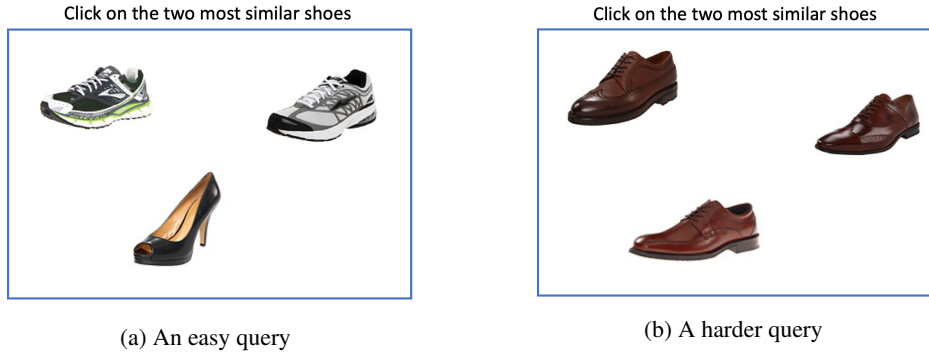 Click on the two most similar shoes
Click on the two most similar shoes
(a) An easy query
(b) A harder query